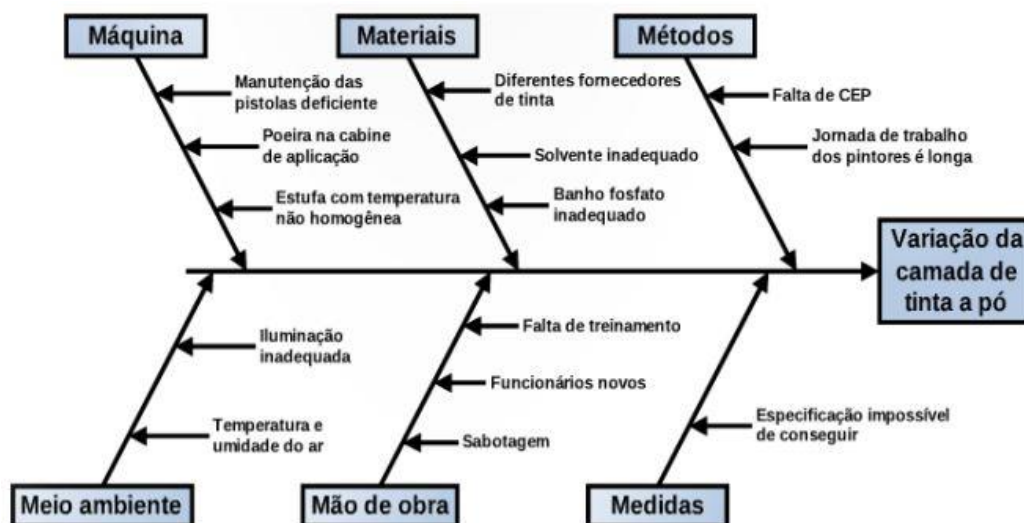 Máquina
Materiais
Métodos
Manutenção das
pistolas deficiente
Poeira na cabine
de aplicação
Estufa com temperatura
não homogênea
Diferentes fornecedores
de tinta
Solvente inadequado
Banho fosfato
inadequado
Falta de CEP
Jornada de trabalho
dos pintores é longa
Variação da
camada de
tinta a pó
Iluminação
inadequada
Temperatura e
umidade do ar
Falta de treinamento
Funcionários novos
Sabotagem
Especificação impossível
de conseguir
Meio ambiente
Mão de obra
Medidas